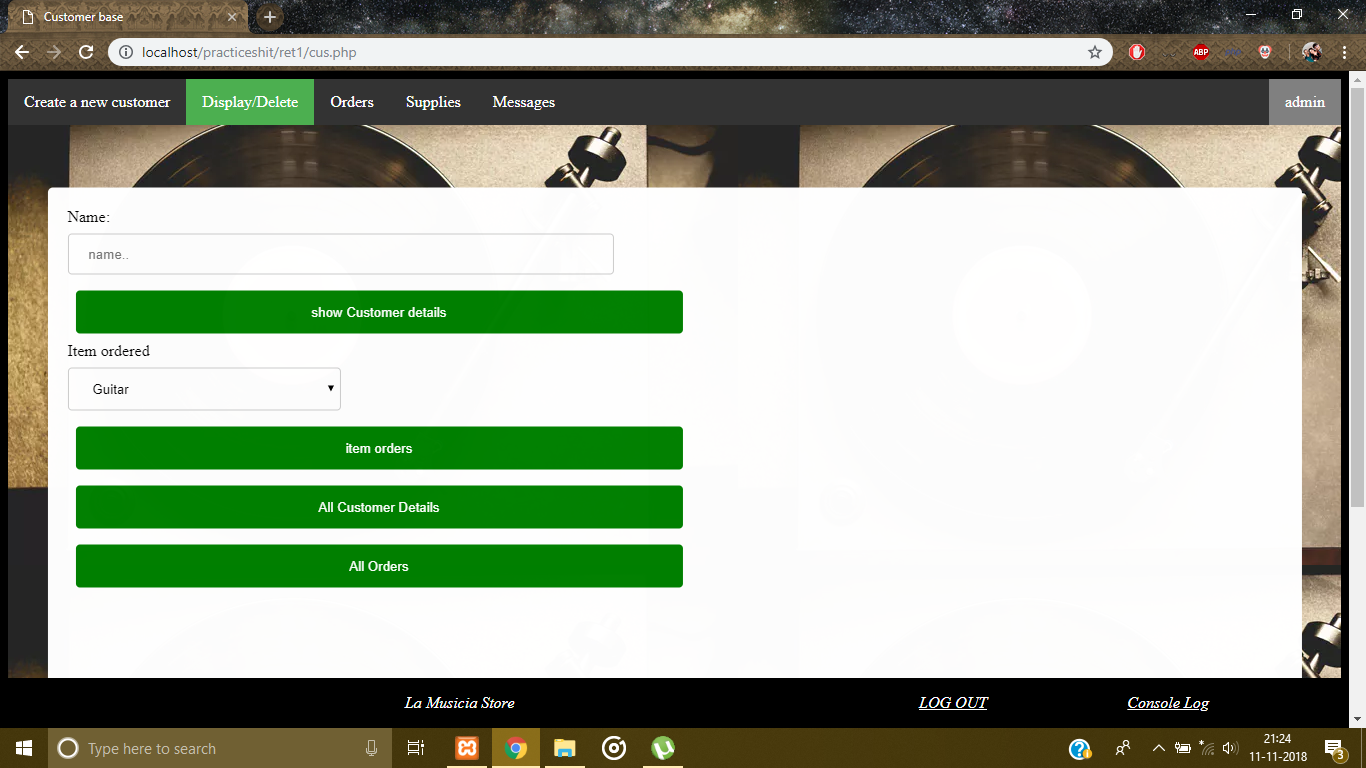 Customer base
localhost/practiceshit/ret1/cus.php
ABP
Create a new customer
Display/Delete
Orders
Supplies
Messages
admin
Name:
name..
show Customer details
Item ordered
Guitar
item orders
All Customer Details
All Orders
La Musicia Store
LOG OUT
Console Log
Type here to search
21:24
11-11-2018
3